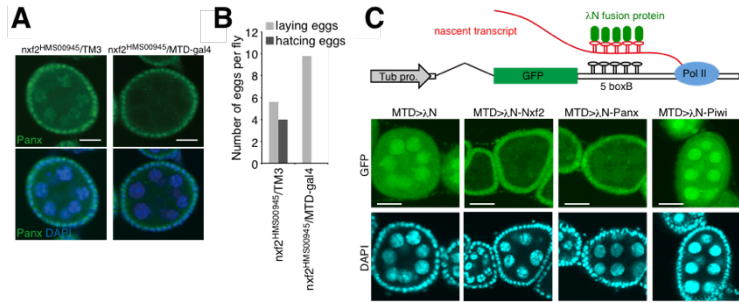 A
nxf2HMS00945/TM3 nxf2HMS00945/MTD-gal4
Panx
Panx DAPI
B
Number of eggs per fly
12
10
8
6
4
2
0
laying eggs
hatcing eggs
nxf2HMS00945/TM3
nxf2HMS00945/MTD-gal4
C
λN fusion protein
nascent transcript
Tub pro.
GFP
5 boxB
Pol II
MTD>λN MTD>λN-Nxf2 MTD>λN-Panx MTD>λN-Piwi
GFP
DAPI